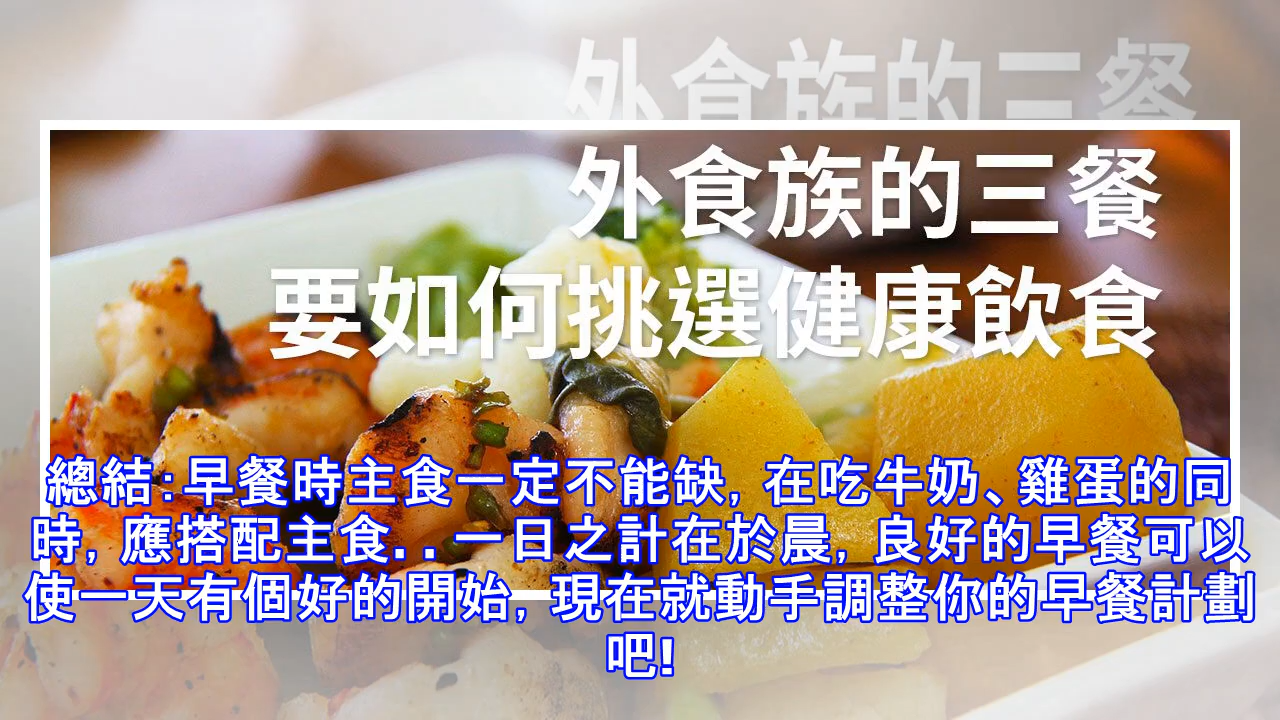 外食族的三餐
外食族的三餐
要如何挑選健康飲食
總結:早餐時主食一定不能缺, 在吃牛奶、雞蛋的同
時, 應搭配主食..一日之計在於晨, 良好的早餐可以
使一天有個好的開始, 現在就動手調整你的早餐計劃
吧!